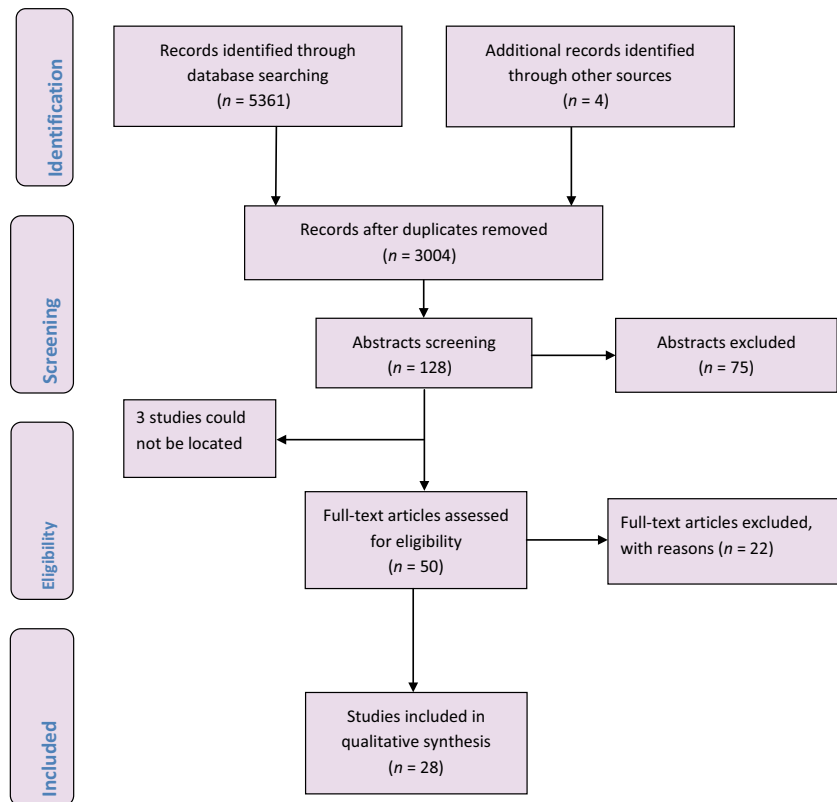 Identification
Records identified through
database searching
(n = 5361)
Additional records identified
through other sources
(n = 4)
Screening
Records after duplicates removed
(n = 3004)
Abstracts screening
(n = 128)
Abstracts excluded
(n = 75)
3 studies could
not be located
Eligibility
Full-text articles assessed
for eligibility
(n = 50)
Full-text articles excluded,
with reasons (n = 22)
Included
Studies included in
qualitative synthesis
(n = 28)